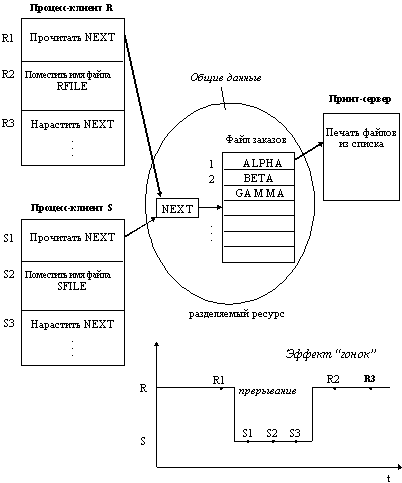 Процесс-клиент R
R1
Прочитать NEXT
R2
Поместить имя файла
RFILE
R3
Нарастить NEXT
Общие данные
Принт-сервер
Печать файлов
из списка
Файл заказов
1
ALPHA
2
BETA
GAMMA
NEXT
разделяемый ресурс
Процесс-клиент S
S1
Прочитать NEXT
S2
Поместить имя файла
SFILE
S3
Нарастить NEXT
Эффект “гонок”
R
R1
прерывание
R2
R3
S
S1
S2
S3
t